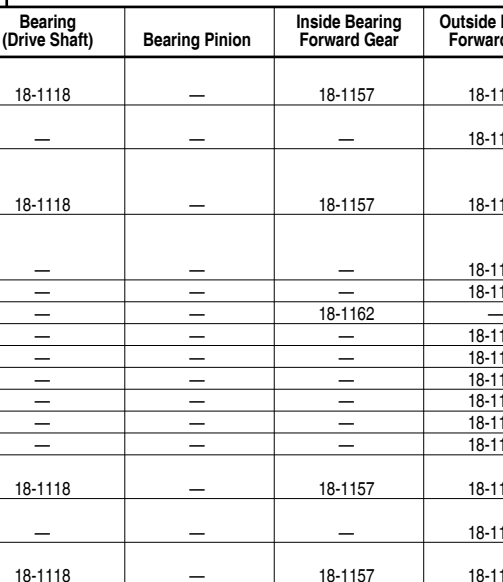 Bearing (Drive Shaft) Bearing Pinion Inside Bearing Forward Gear Outside
18-1118 — 18-1157
— — —
18-1118 — 18-1157
— — —
— — —
— — 18-1162 —
— — —
— — —
— — —
— — —
— — —
— — —
18-1118 — 18-1157
— — —
18-1118 — 18-1157